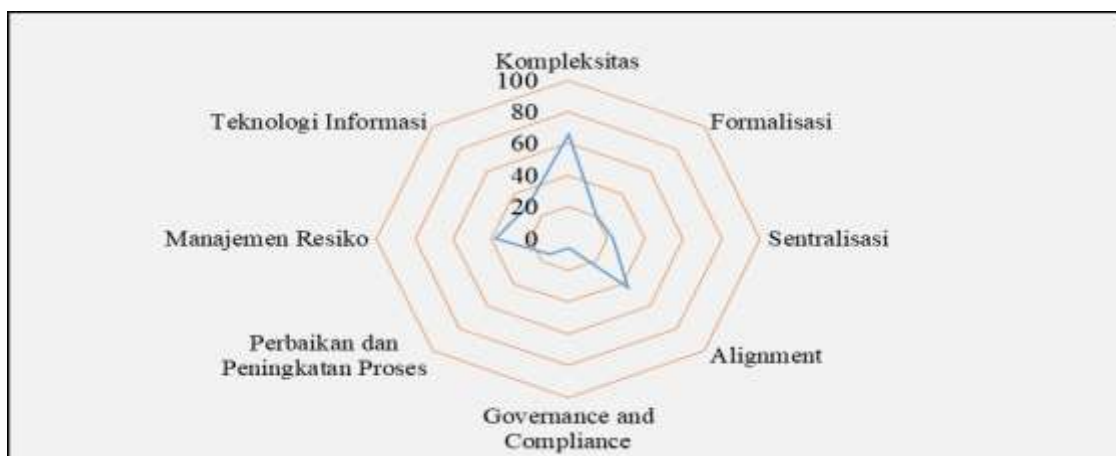 Kompleksitas
100
80
60
40
20
0
Formalisasi
Sentralisasi
Alignment
Governance and
Compliance
Perbaikan dan
Peningkatan Proses
Manajemen Resiko
Teknologi Informasi